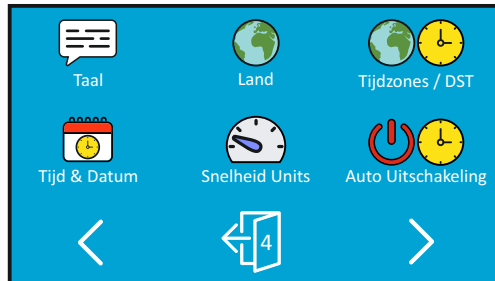 Taal
Land
Tijdzones / DST
Tijd & Datum
Snelheid Units
Auto Uitschakeling
4